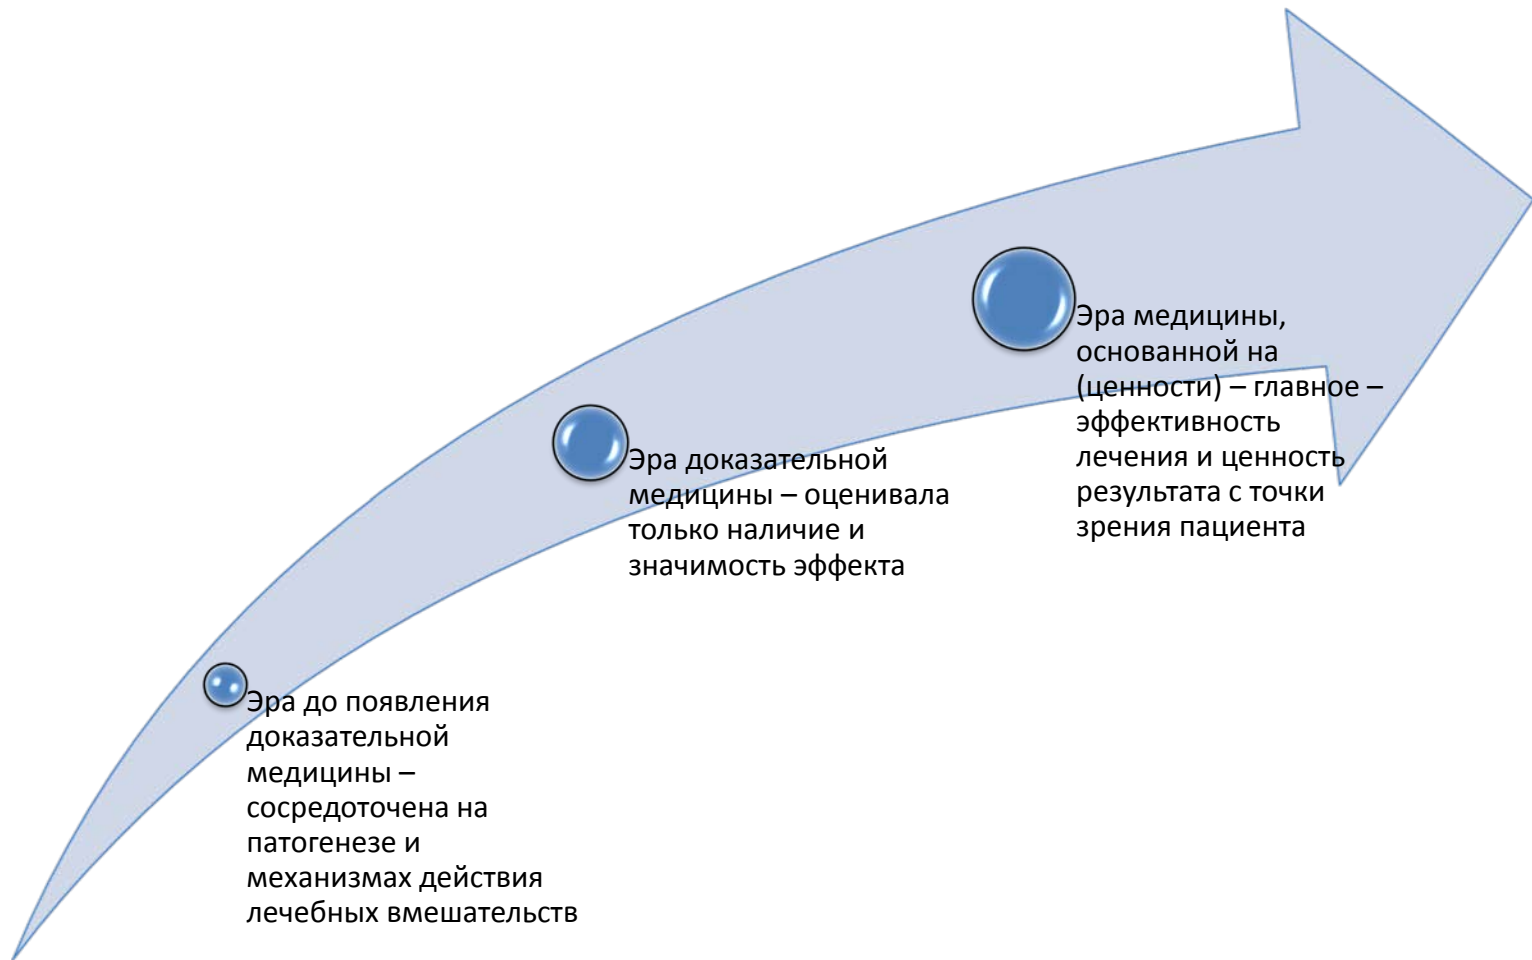 Эра медицины,
основанной на
(ценности) – главное –
эффективность
лечения и ценность
результата с точки
зрения пациента
Эра доказательной
медицины – оценивала
только наличие и
значимость эффекта
Эра до появления
доказательной
медицины –
сосредоточена на
патогенезе и
механизмах действия
лечебных вмешательств